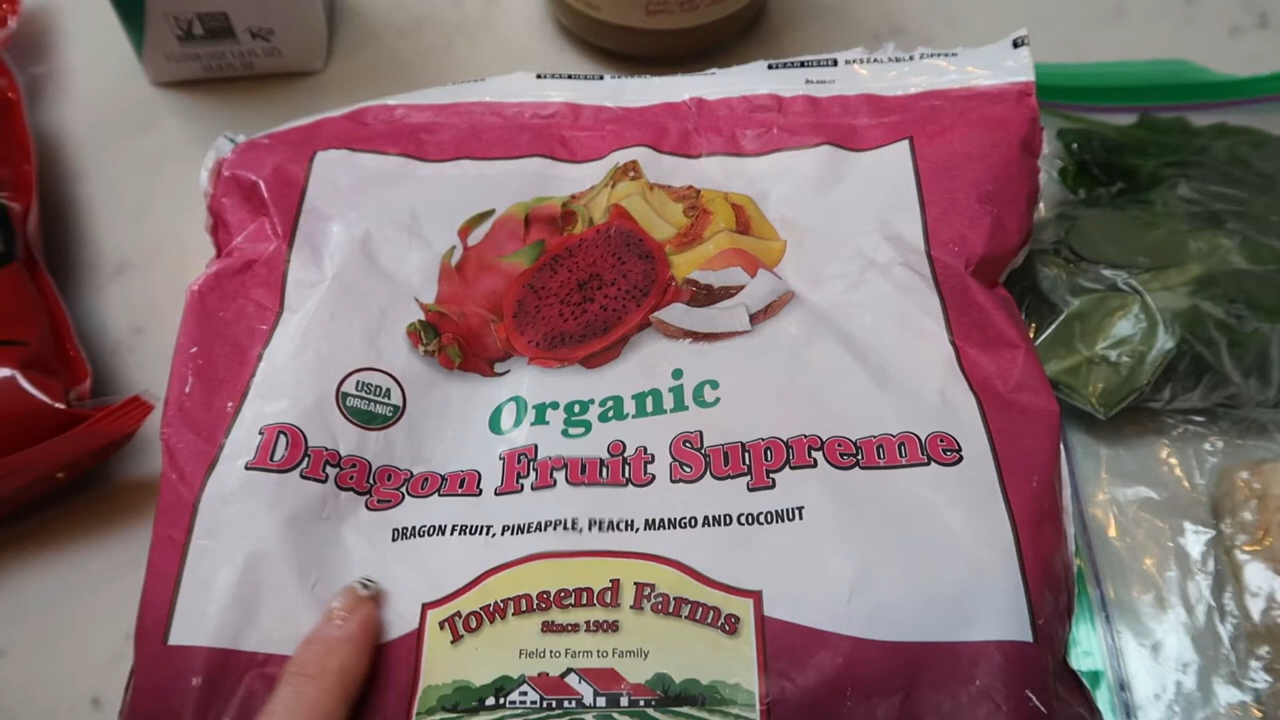 TEAR HERE
TEAR HERE RESEALABLE ZIPPER
USDA
ORGANIC
Organic
Dragon Fruit Supreme
DRAGON FRUIT, PINEAPPLE, PEACH, MANGO AND COCONUT
Townsend Farms
Since 1906
Field to Farm to Family